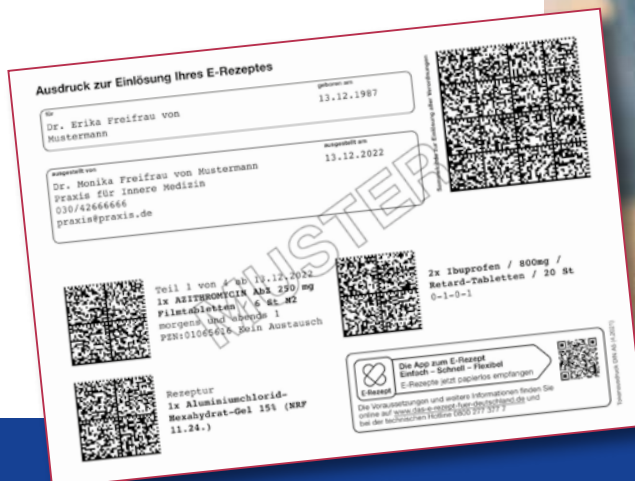 Ausdruck zur Einlösung Ihres E-Rezeptes
für
Dr. Erika Freifrau von
Mustermann
geboren am
13.12.1987
ausgestellt von
Dr. Monika Freifrau von Mustermann
Praxis für Innere Medizin
030/42666666
praxis@praxis.de
ausgestellt am
13.12.2022
Sammelcode zur Einlösung aller Verordnungen
MUSTER
Teil 1 von 4 ab 13.12.2022
1x AZITHROMYCIN AbZ 250 mg
Filmtabletten 6 St N2
morgens und abends 1
PZN:01065616 Kein Austausch
2x Ibuprofen / 800mg /
Retard-Tabletten / 20 St
0-1-0-1
Rezeptur
1x Aluminiumchlorid-
Hexahydrat-Gel 15% (NRF
11.24.)
E-Rezept
Die App zum E-Rezept
Einfach – Schnell – Flexibel
E-Rezepte jetzt papierlos empfangen
Die Voraussetzungen und weitere Informationen finden Sie
online auf www.das-e-rezept-fuer-deutschland.de und
bei der technischen Hotline 0800 277 377 7